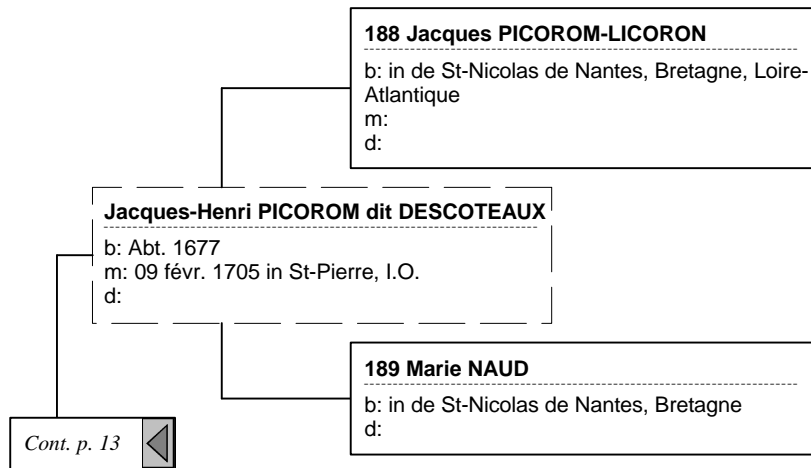 188 Jacques PICOROM-LICORON
b: in de St-Nicolas de Nantes, Bretagne, Loire-
Atlantique
m:
d:
Jacques-Henri PICOROM dit DESCOTEAUX
b: Abt. 1677
m: 09 févr. 1705 in St-Pierre, I.O.
d:
189 Marie NAUD
b: in de St-Nicolas de Nantes, Bretagne
d:
Cont. p. 13